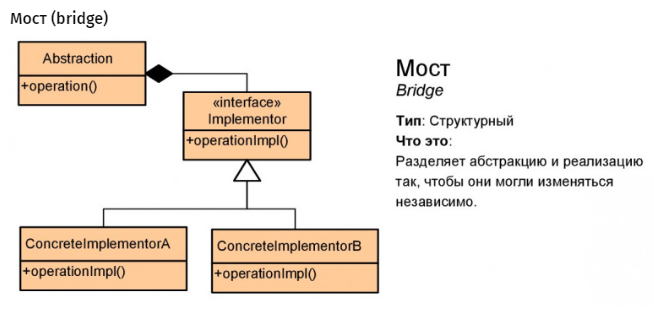 Мост (bridge)
Abstraction
+operation()
«interface»
Implementor
+operationImpl()
ConcreteImplementorA
+operationImpl()
ConcreteImplementorB
+operationImpl()
Мост
Bridge
Тип: Структурный
Что это:
Разделяет абстракцию и реализацию
так, чтобы они могли изменяться
независимо.